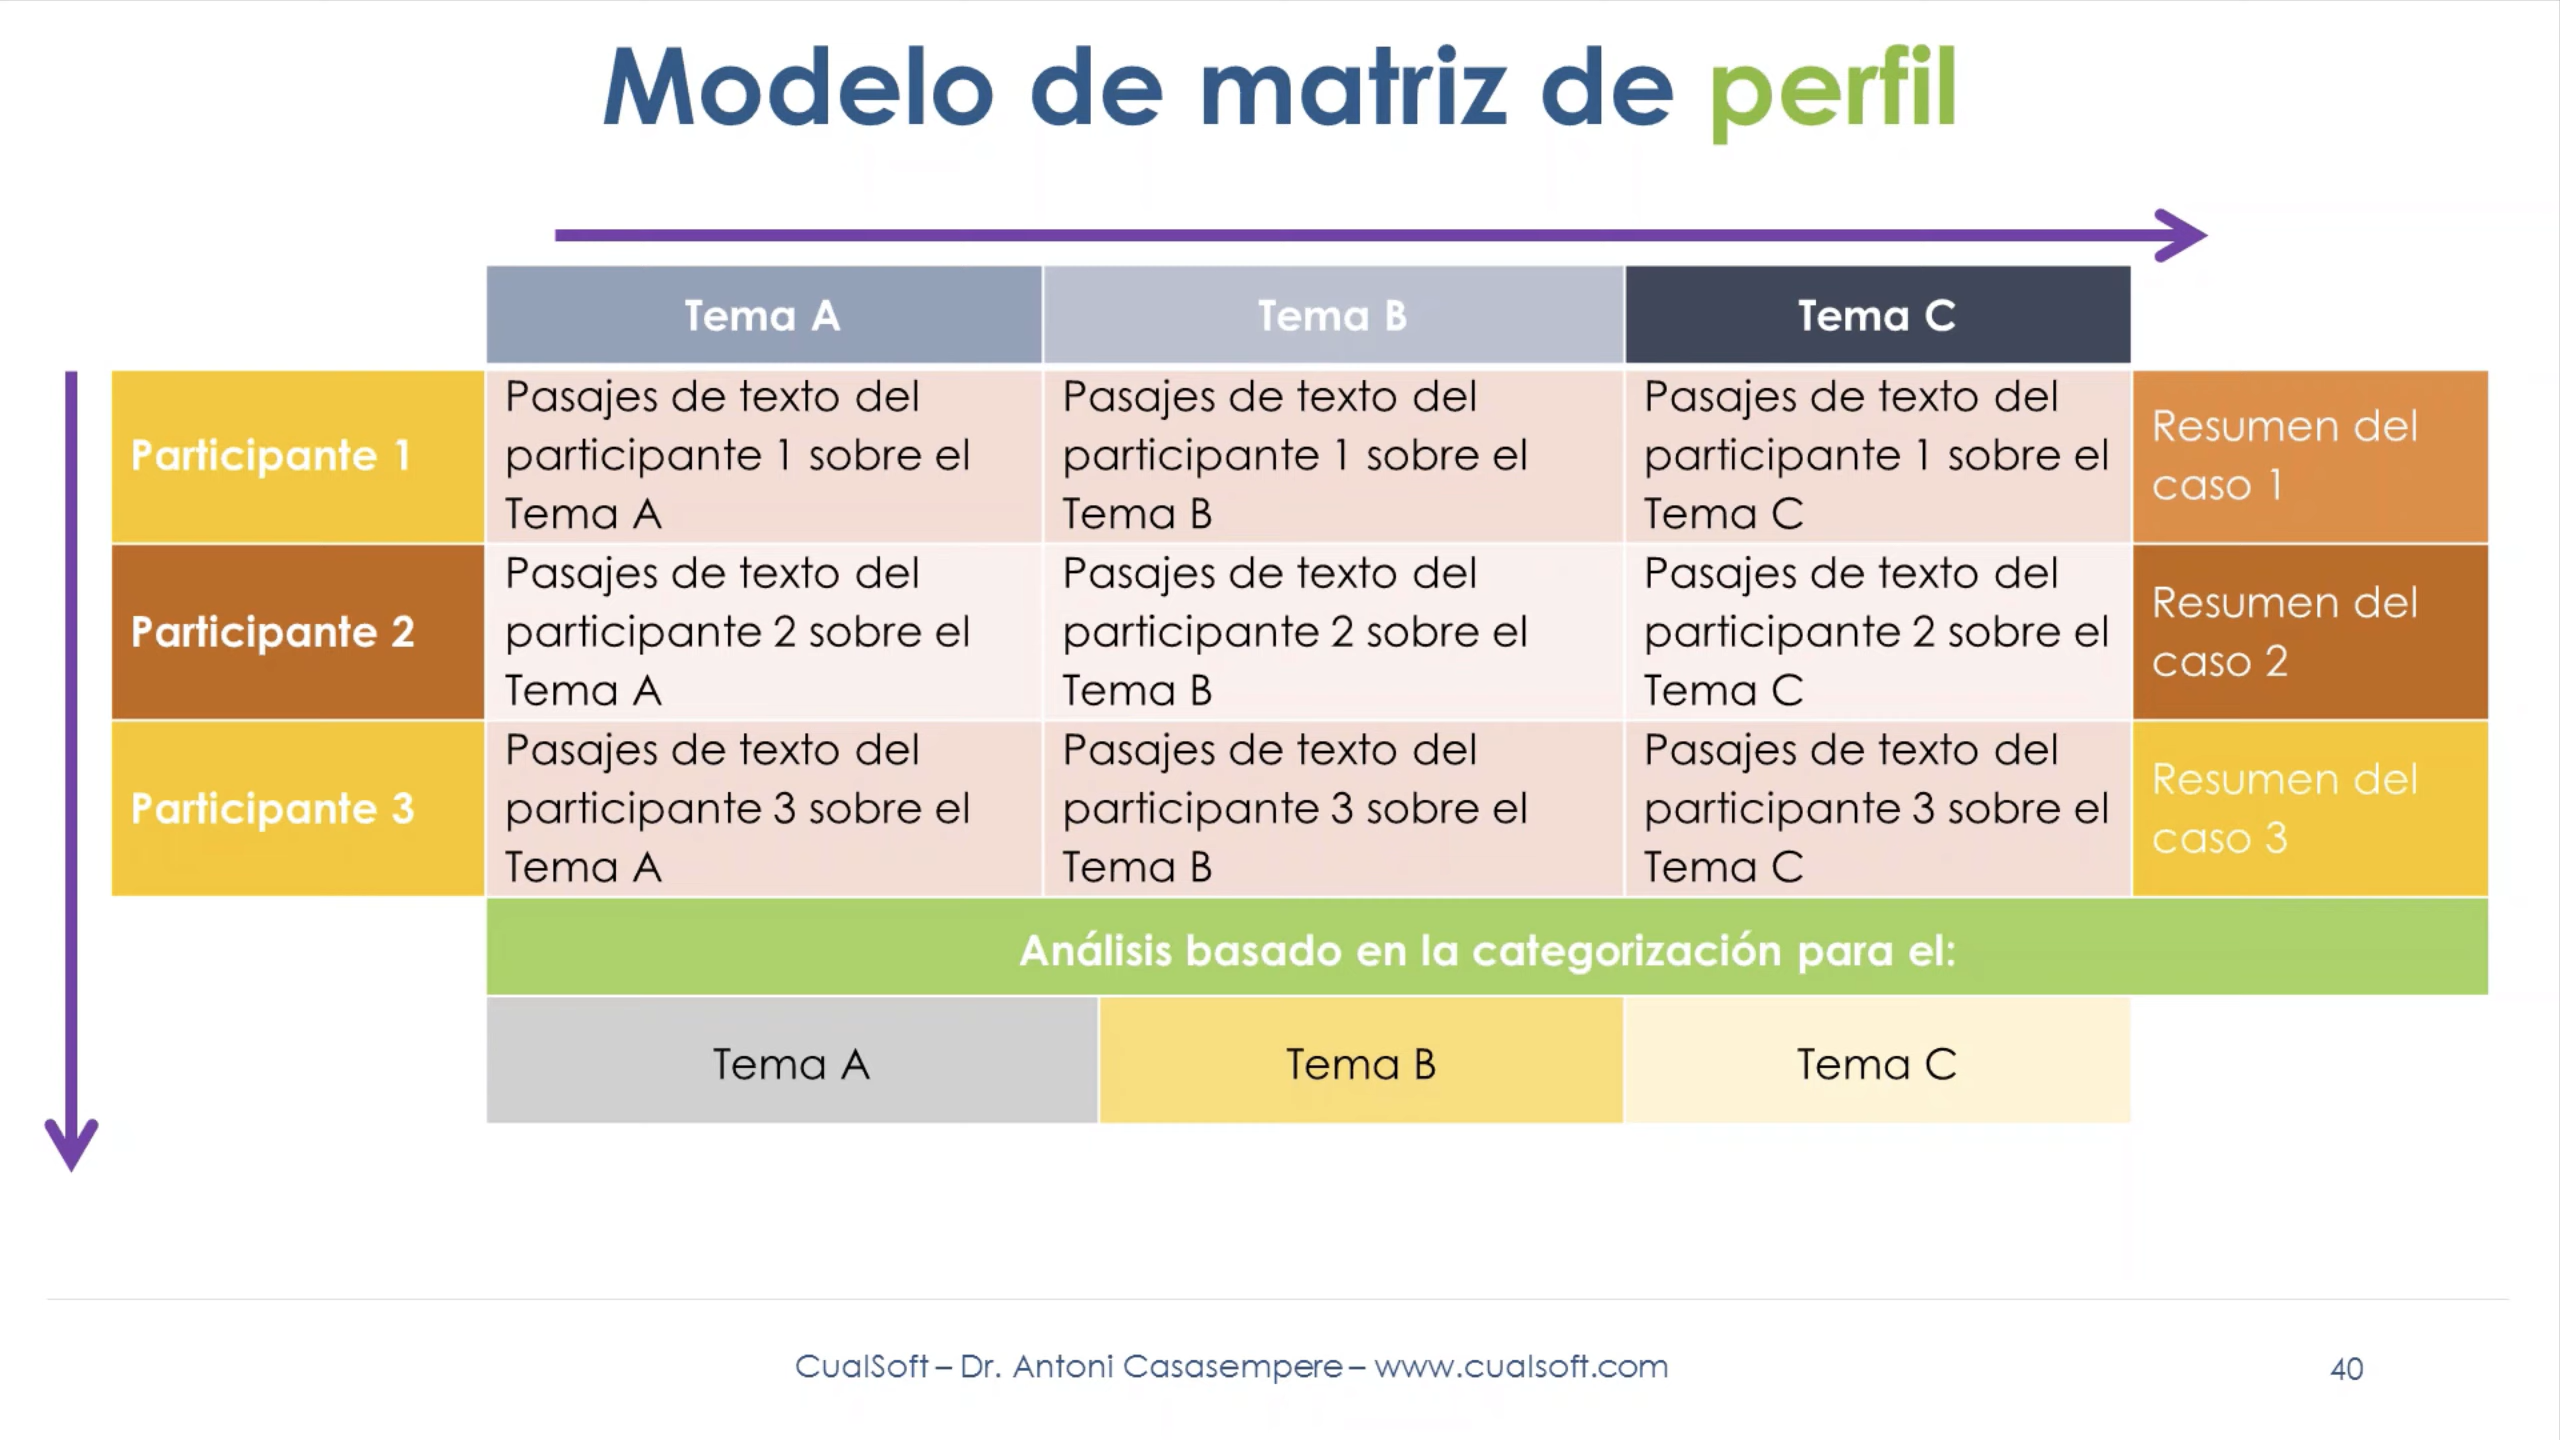 Modelo de matriz de perfil
Tema A
Tema B
Tema C
Participante 1
Pasajes de texto del
participante 1 sobre el
Tema A
Pasajes de texto del
participante 1 sobre el
Tema B
Pasajes de texto del
participante 1 sobre el
Tema C
Resumen del
caso 1
Participante 2
Pasajes de texto del
participante 2 sobre el
Tema A
Pasajes de texto del
participante 2 sobre el
Tema B
Pasajes de texto del
participante 2 sobre el
Tema C
Resumen del
caso 2
Participante 3
Pasajes de texto del
participante 3 sobre el
Tema A
Pasajes de texto del
participante 3 sobre el
Tema B
Pasajes de texto del
participante 3 sobre el
Tema C
Resumen del
caso 3
Análisis basado en la categorización para el:
Tema A
Tema B
Tema C
CualSoft – Dr. Antoni Casasempere – www.cualsoft.com
40